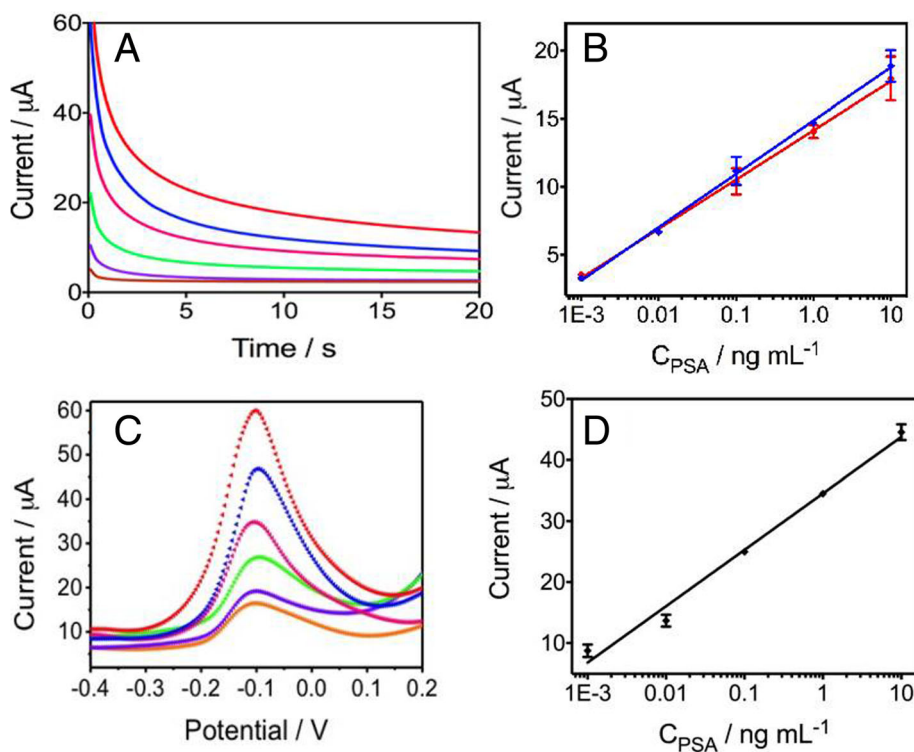 A
60
40
20
0
Current / μA
0 5 10 15 20
Time / s
B
20
15
10
5
Current / μA
1E-3 0.01 0.1 1.0 10
C_PSA / ng mL⁻¹
C
60
50
40
30
20
10
Current / μA
-0.4 -0.3 -0.2 -0.1 0.0 0.1 0.2
Potential / V
D
50
40
30
20
10
Current / μA
1E-3 0.01 0.1 1 10
C_PSA / ng mL⁻¹